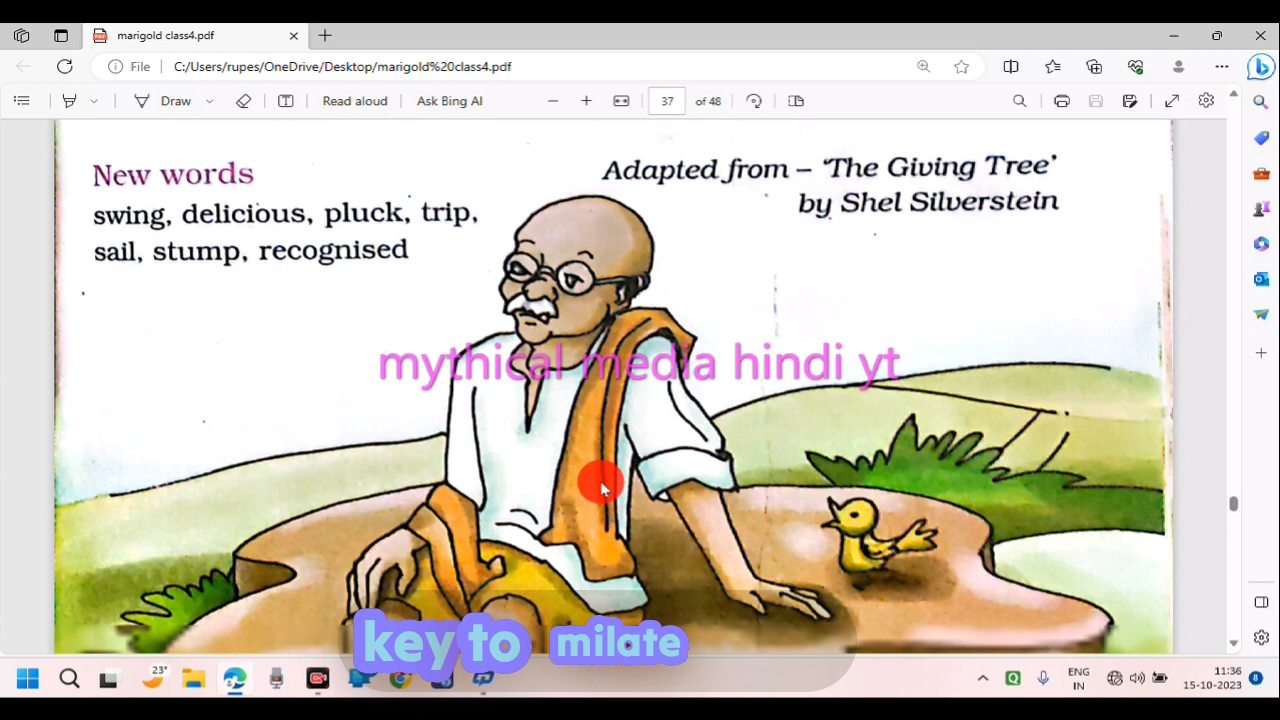 marigold class4.pdf
File
C:/Users/rupes/OneDrive/Desktop/marigold%20class4.pdf
Draw
Read aloud
Ask Bing AI
37
of 48
New words
swing, delicious, pluck, trip,
sail, stump, recognised
Adapted from – 'The Giving Tree'
by Shel Silverstein
mythical media hindi yt
key to milate
23°
ENG
IN
11:36
15-10-2023
8